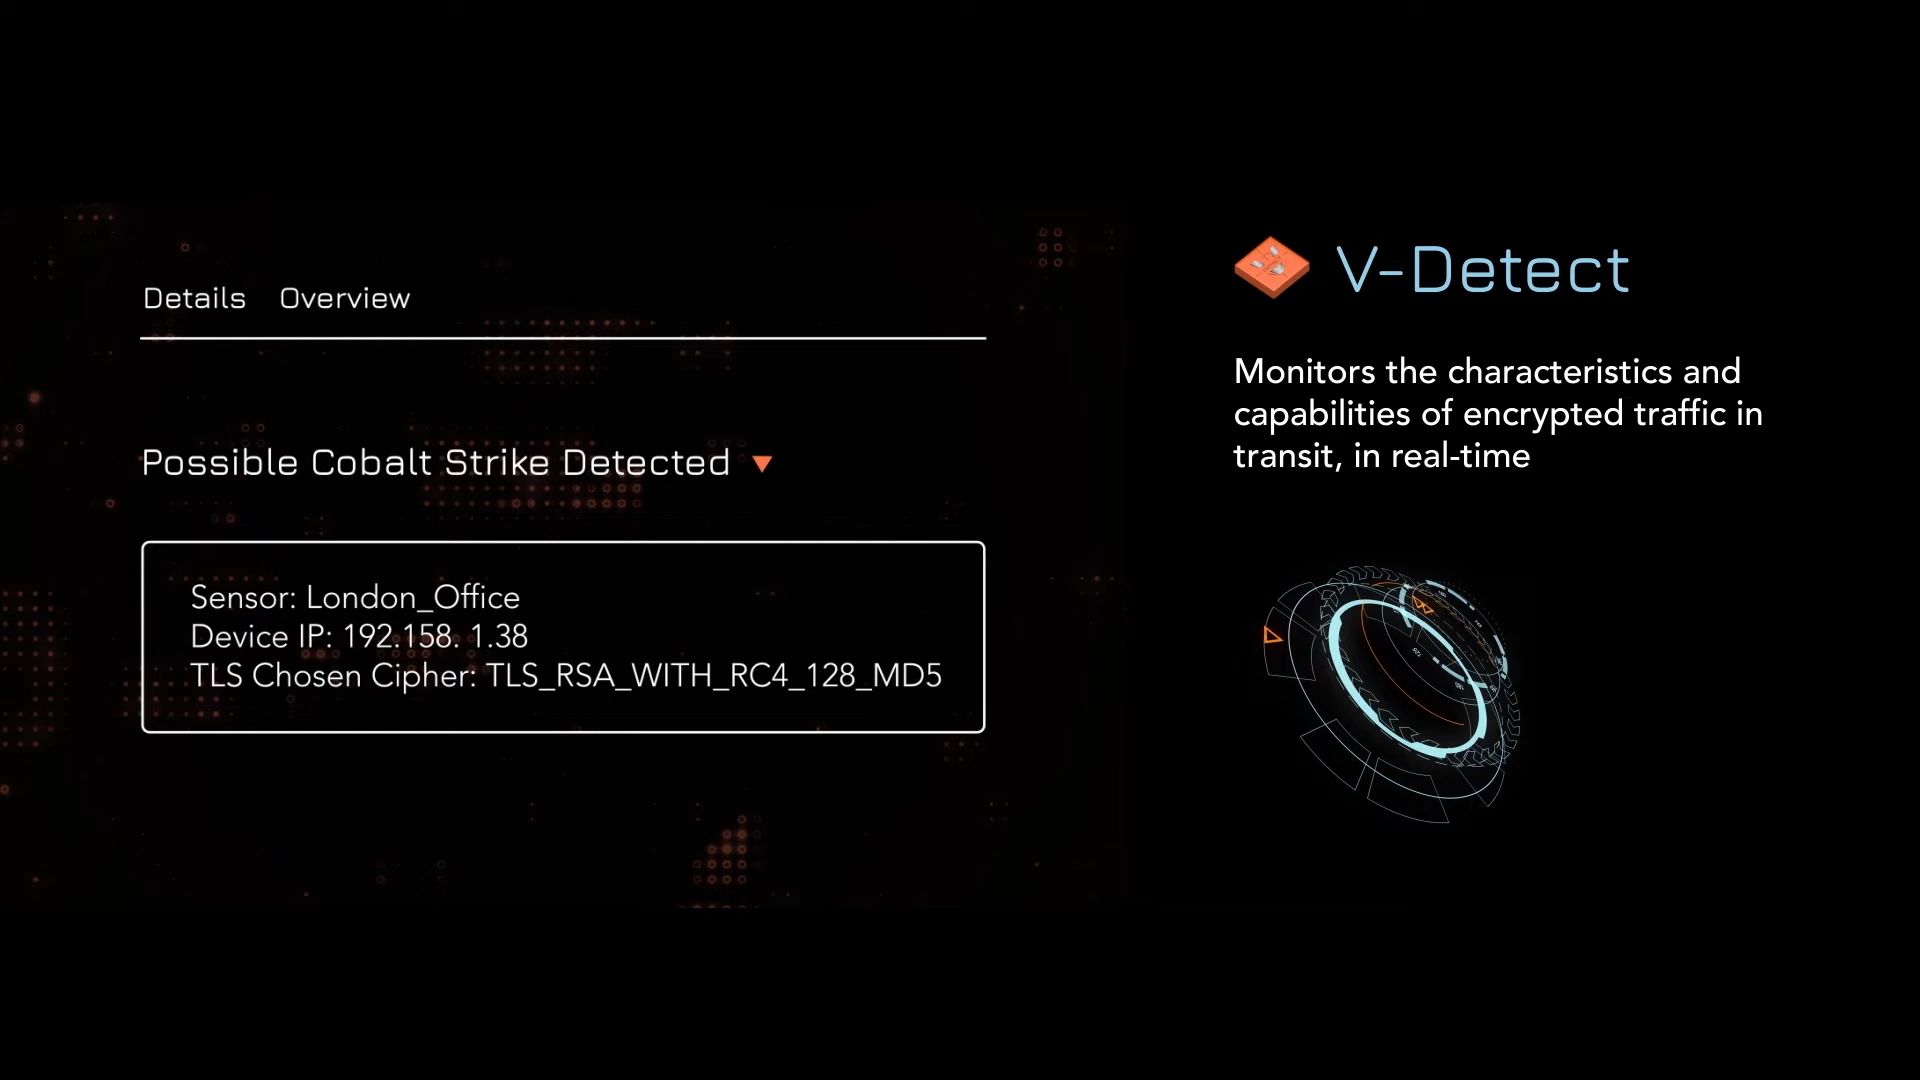 Details Overview
Possible Cobalt Strike Detected
Sensor: London_Office
Device IP: 192.158. 1.38
TLS Chosen Cipher: TLS_RSA_WITH_RC4_128_MD5
V-Detect
Monitors the characteristics and
capabilities of encrypted traffic in
transit, in real-time